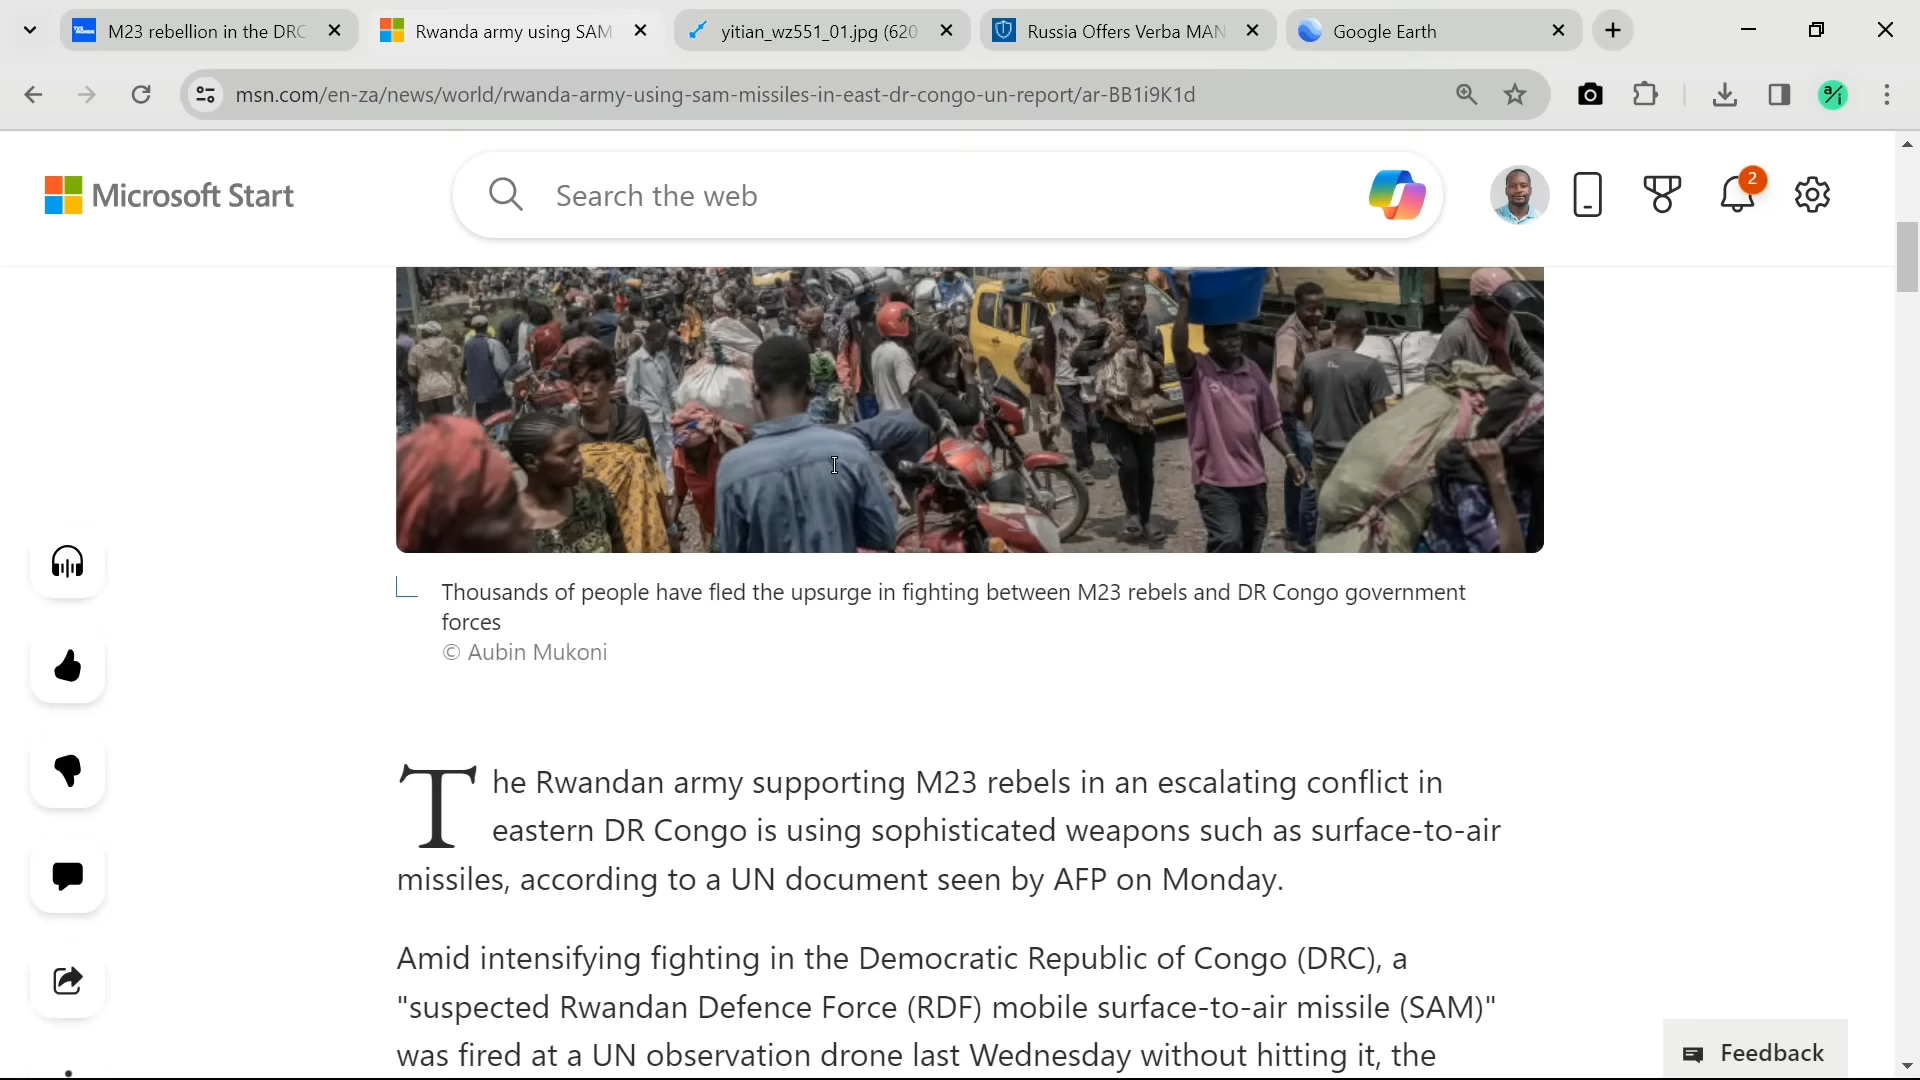 M23 rebellion in the DRC
Rwanda army using SAM
yitian_wz551_01.jpg (620
Russia Offers Verba MAN
Google Earth
msn.com/en-za/news/world/rwanda-army-using-sam-missiles-in-east-dr-congo-un-report/ar-BB1i9K1d
a/i
Microsoft Start
Search the web
2
Thousands of people have fled the upsurge in fighting between M23 rebels and DR Congo government
forces
© Aubin Mukoni
The Rwandan army supporting M23 rebels in an escalating conflict in
eastern DR Congo is using sophisticated weapons such as surface-to-air
missiles, according to a UN document seen by AFP on Monday.
Amid intensifying fighting in the Democratic Republic of Congo (DRC), a
"suspected Rwandan Defence Force (RDF) mobile surface-to-air missile (SAM)"
was fired at a UN observation drone last Wednesday without hitting it, the
Feedback